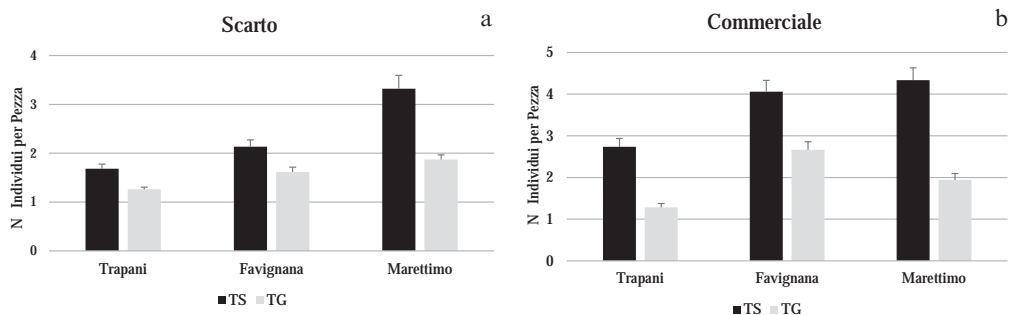 Scarto
a
N Individui per Pezza
4
3
2
1
0
Trapani Favignana Marettimo
TS TG
Commerciale
b
N Individui per Pezza
5
4
3
2
1
0
Trapani Favignana Marettimo
TS TG